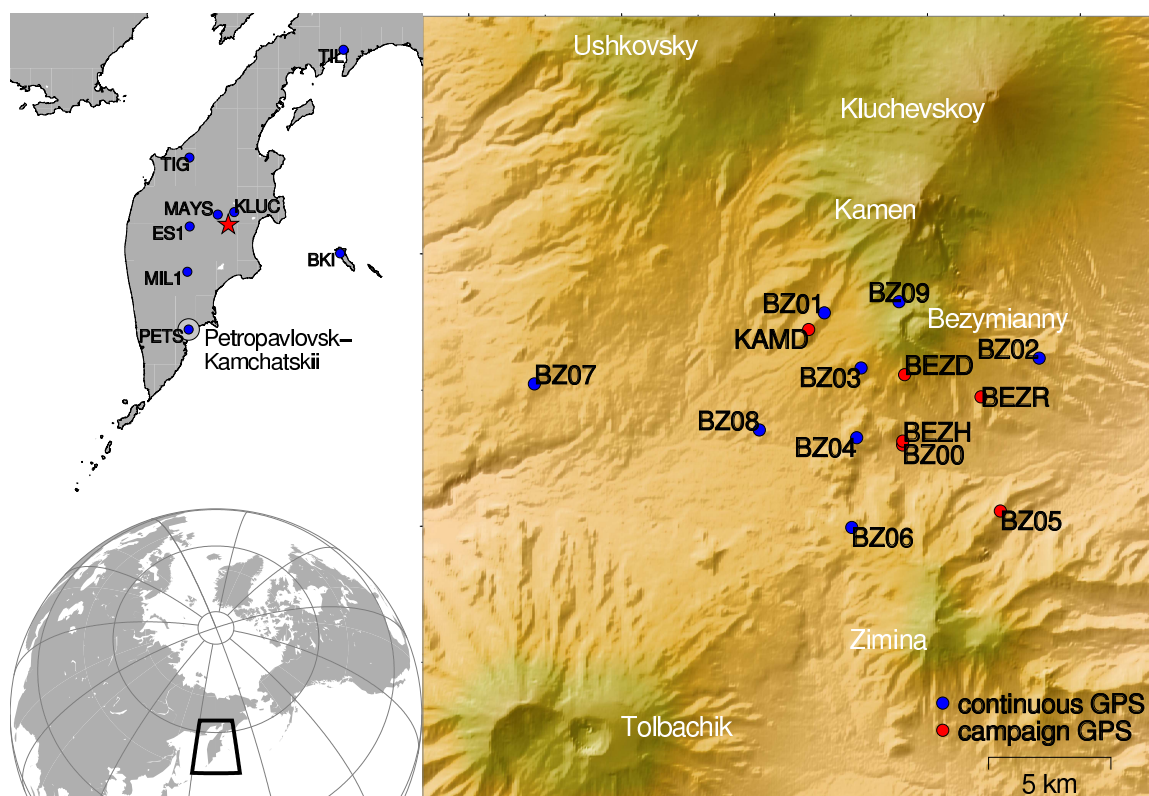 TIL
TIG
MAYS
KLUC
ES1
BKI
MIL1
PETS
Petropavlovsk–
Kamchatskii
Ushkovsky
Kluchevskoy
Kamen
BZ09
BZ01
Bezymianny
KAMD
BZ02
BZ03
BEZD
BZ07
BEZR
BZ08
BEZH
BZ04
BZ00
BZ05
BZ06
Zimina
Tolbachik
continuous GPS
campaign GPS
5 km